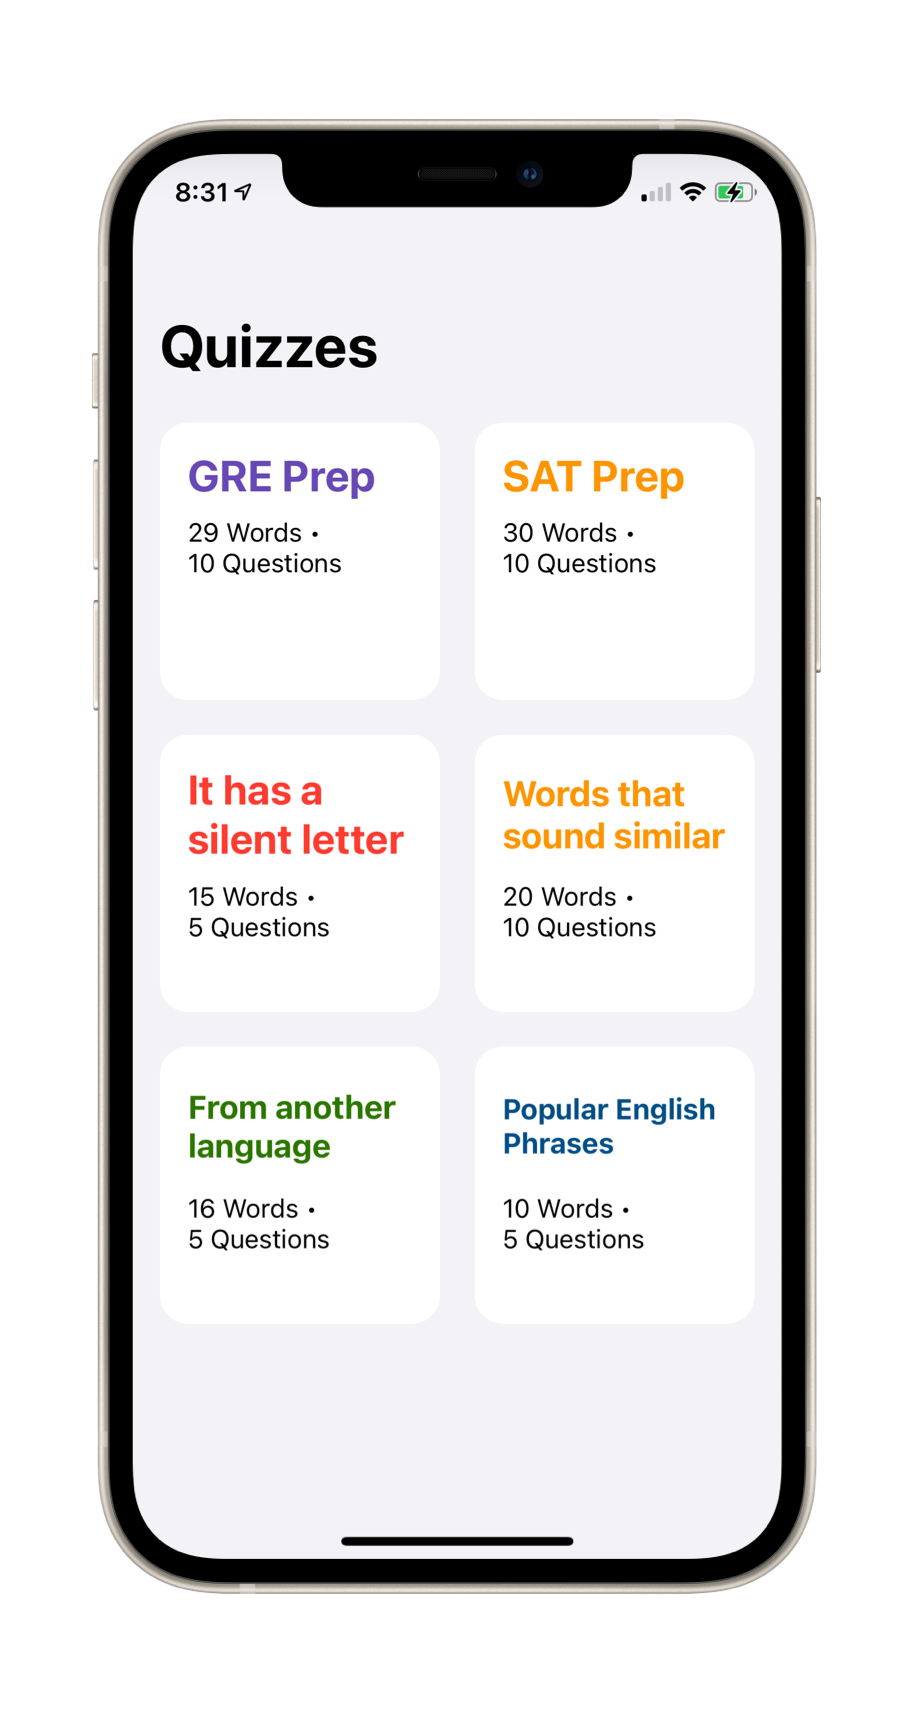 8:31
Quizzes
GRE Prep
29 Words •
10 Questions
SAT Prep
30 Words •
10 Questions
It has a
silent letter
15 Words •
5 Questions
Words that
sound similar
20 Words •
10 Questions
From another
language
16 Words •
5 Questions
Popular English
Phrases
10 Words •
5 Questions